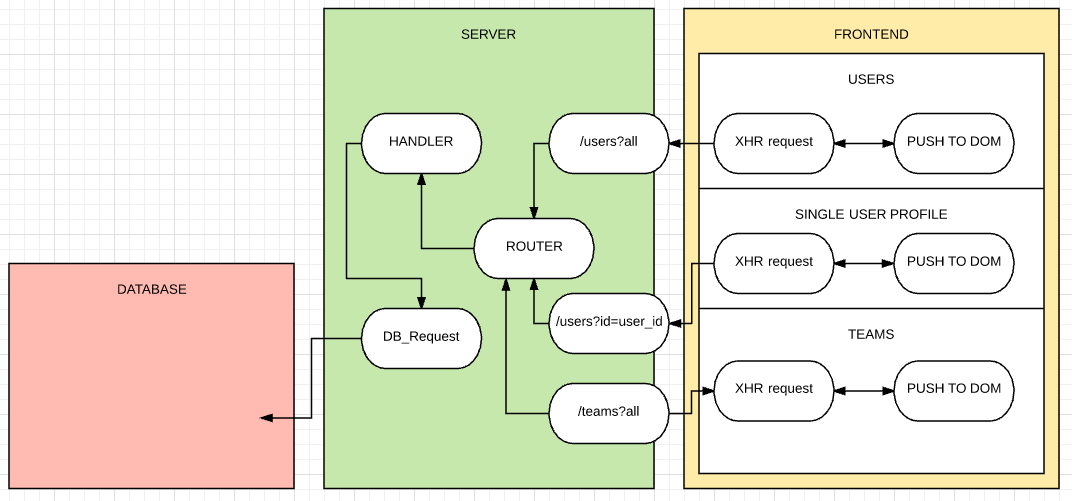 SERVER
FRONTEND
USERS
HANDLER
/users?all
XHR request
PUSH TO DOM
SINGLE USER PROFILE
ROUTER
XHR request
PUSH TO DOM
DATABASE
/users?id=user_id
DB_Request
TEAMS
XHR request
PUSH TO DOM
/teams?all